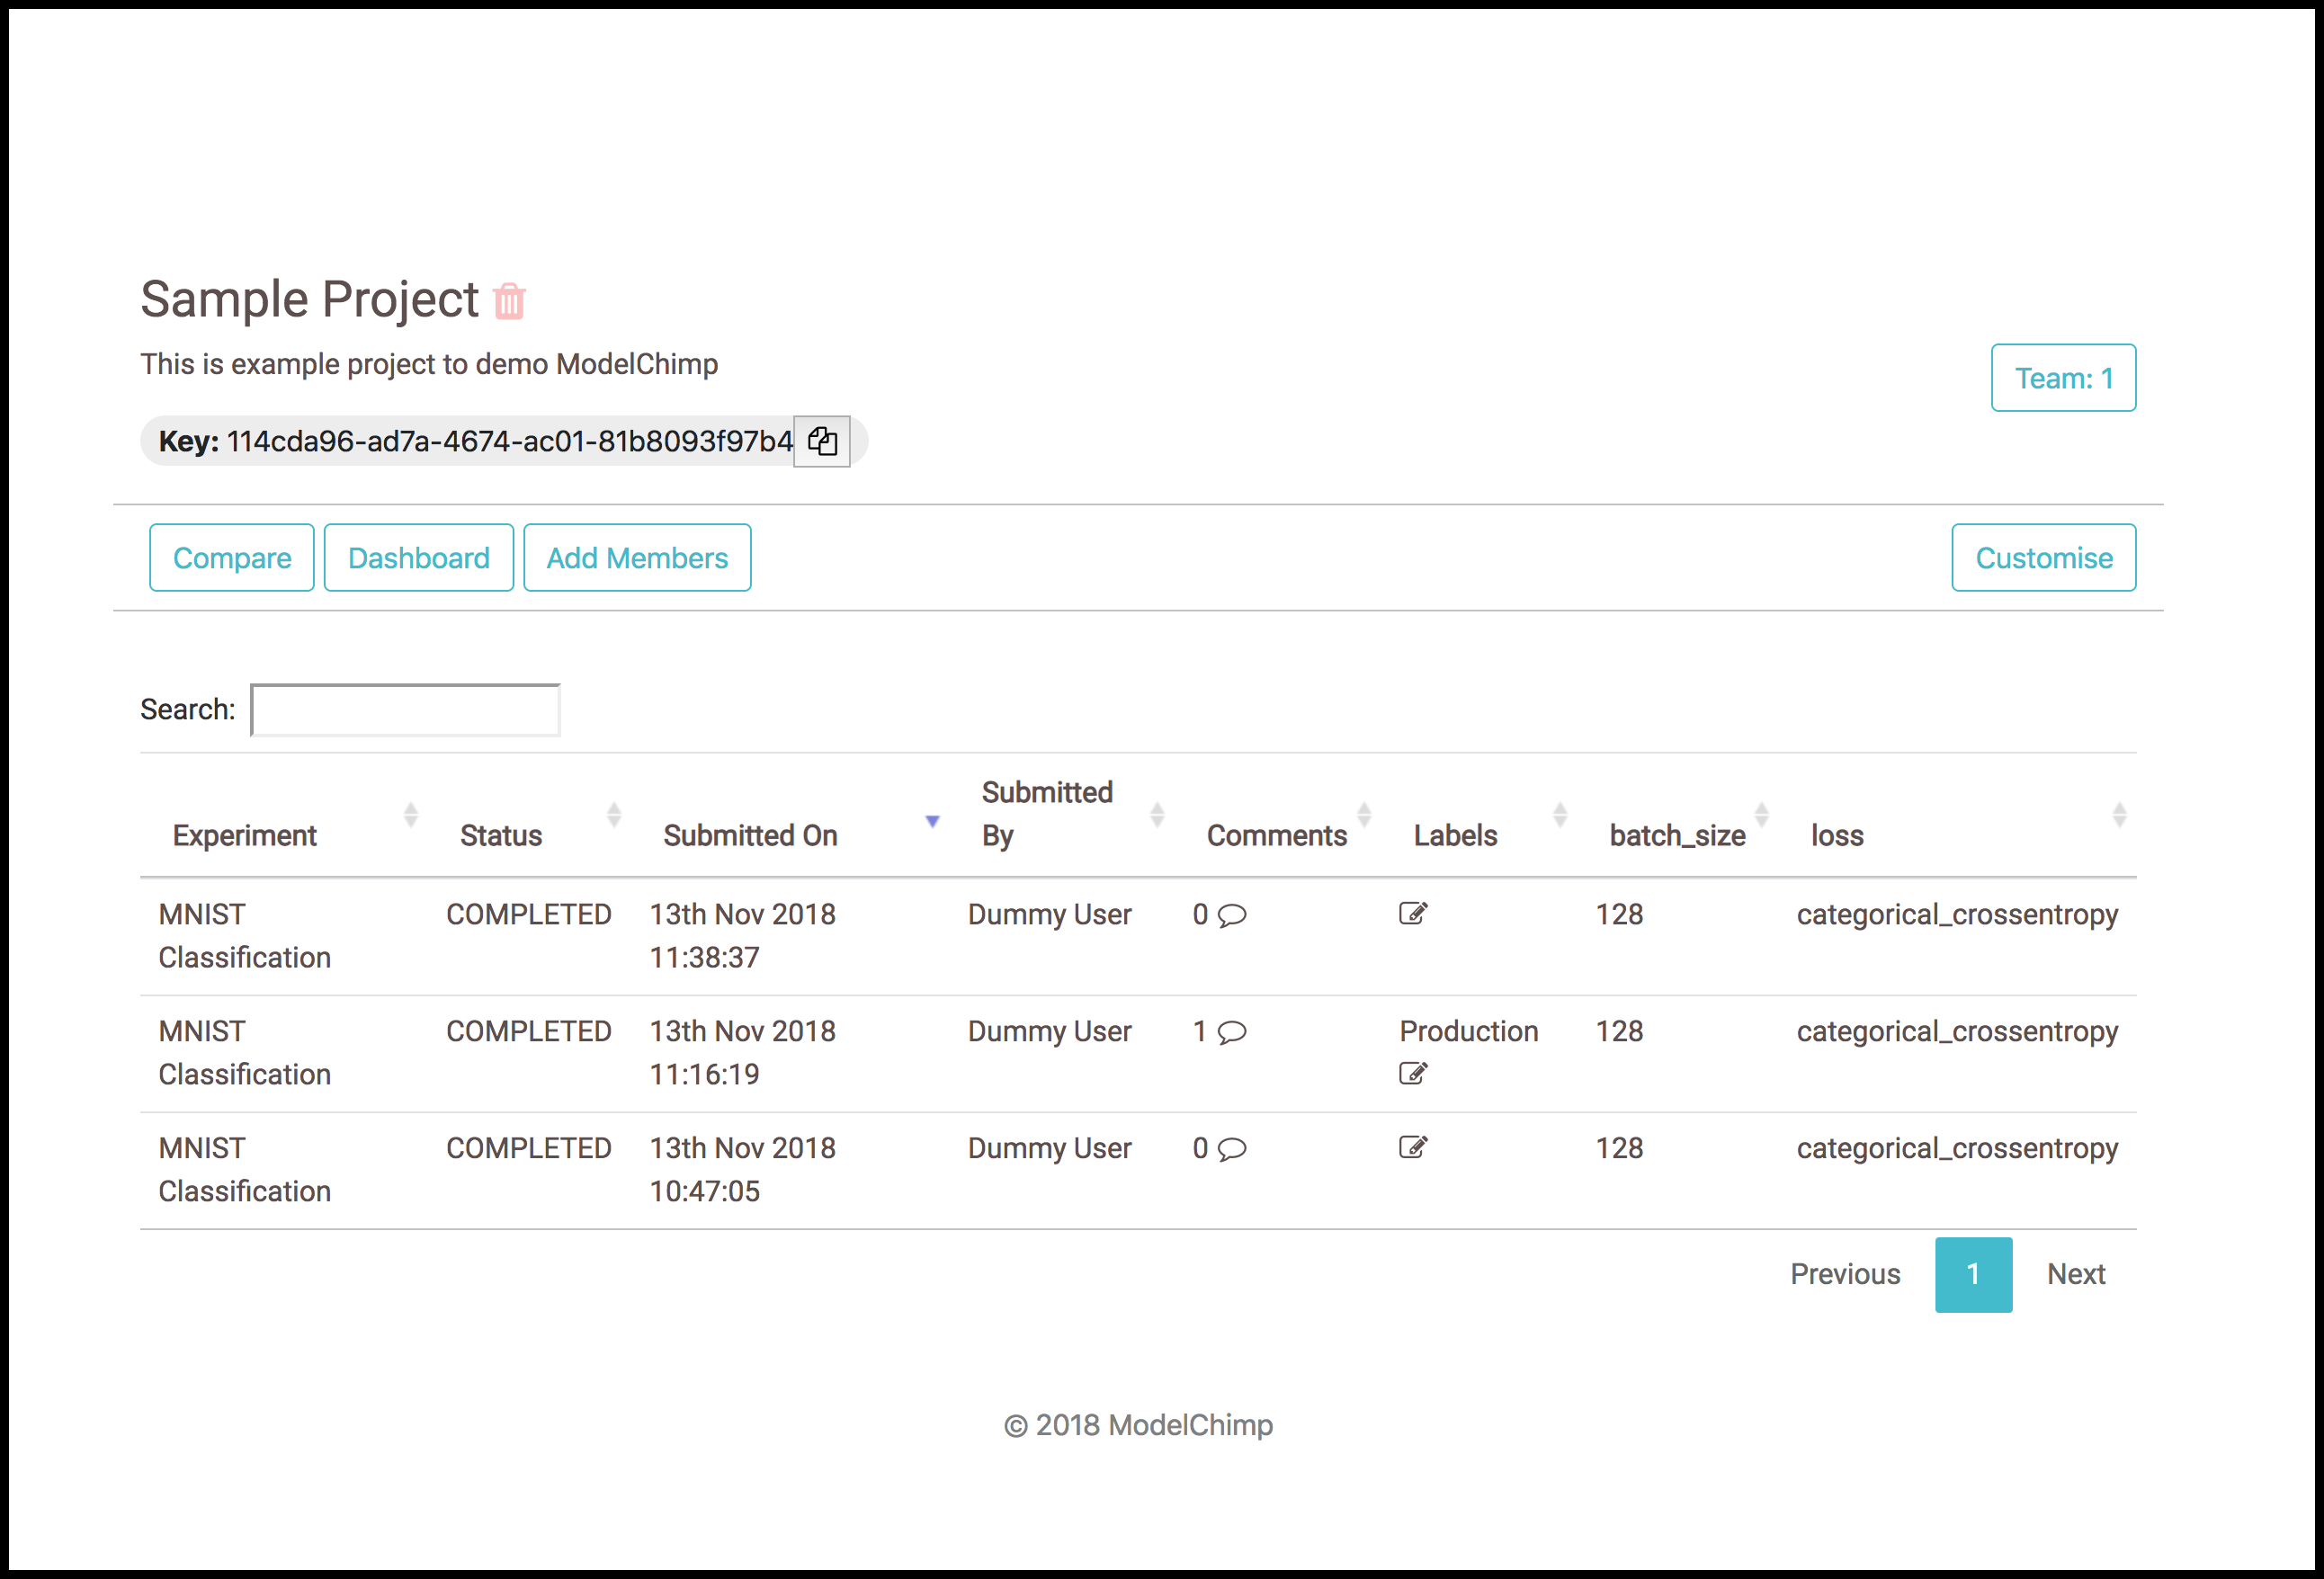 Sample Project
This is example project to demo ModelChimp
Team: 1
Key: 114cda96-ad7a-4674-ac01-81b8093f97b4
Compare Dashboard Add Members Customise
Search:
Experiment Status Submitted On Submitted By Comments Labels batch_size loss
MNIST Classification COMPLETED 13th Nov 2018 11:38:37 Dummy User 0 128 categorical_crossentropy
MNIST Classification COMPLETED 13th Nov 2018 11:16:19 Dummy User 1 Production 128 categorical_crossentropy
MNIST Classification COMPLETED 13th Nov 2018 10:47:05 Dummy User 0 128 categorical_crossentropy
Previous 1 Next
© 2018 ModelChimp